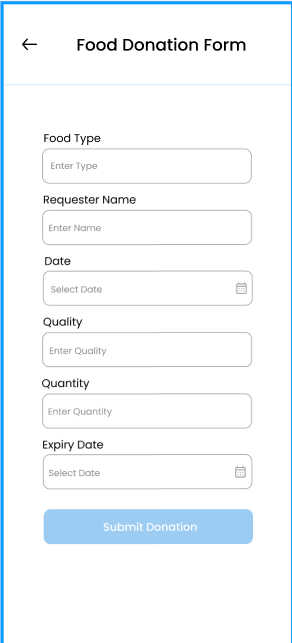 Food Donation Form
Food Type
Enter Type
Requester Name
Enter Name
Date
Select Date
Quality
Enter Quality
Quantity
Enter Quantity
Expiry Date
Select Date
Submit Donation